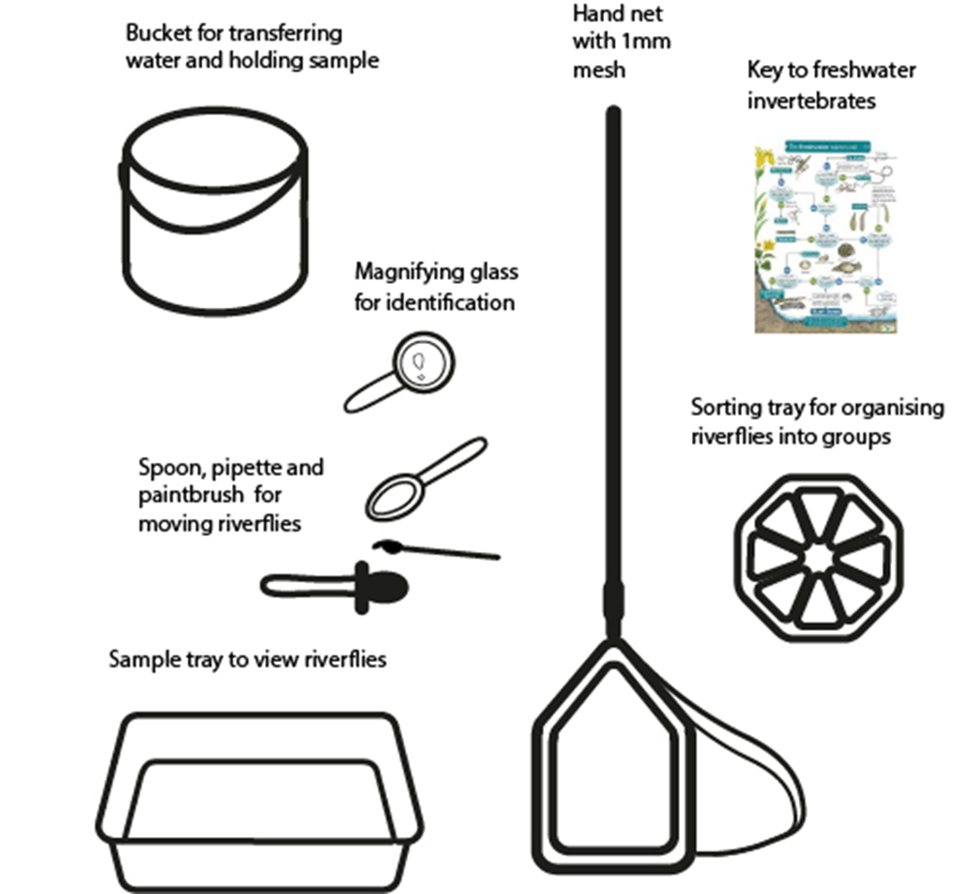 Bucket for transferring
water and holding sample
Hand net
with 1mm
mesh
Key to freshwater
invertebrates
Magnifying glass
for identification
Sorting tray for organising
riverflies into groups
Spoon, pipette and
paintbrush for
moving riverflies
Sample tray to view riverflies